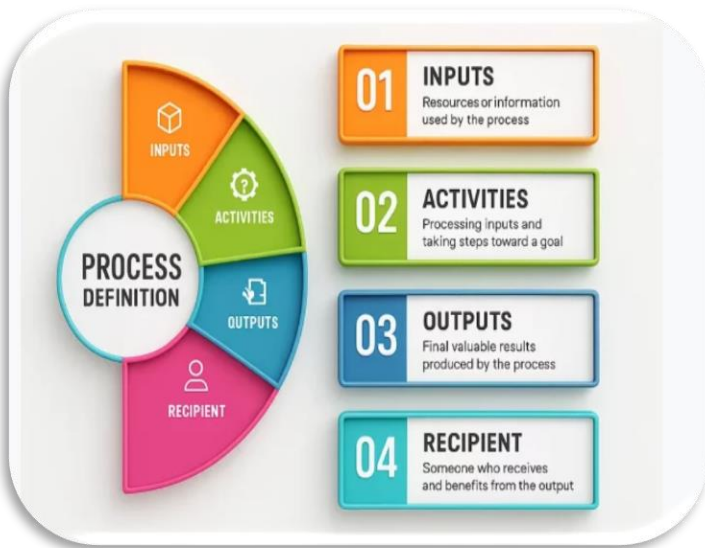 PROCESS
DEFINITION
INPUTS
ACTIVITIES
OUTPUTS
RECIPIENT
01
INPUTS
Resources or information
used by the process
02
ACTIVITIES
Processing inputs and
taking steps toward a goal
03
OUTPUTS
Final valuable results
produced by the process
04
RECIPIENT
Someone who receives
and benefits from the output